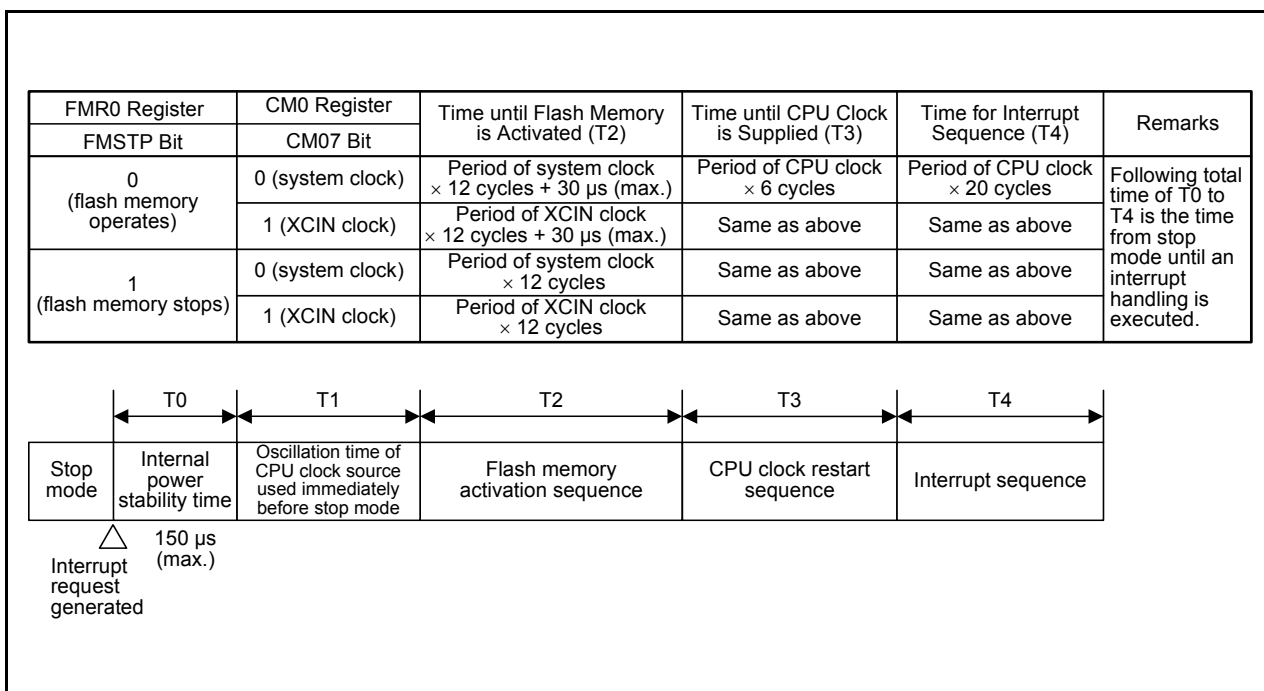 FMR0 Register
CM0 Register
Time until Flash Memory
is Activated (T2)
Time until CPU Clock
is Supplied (T3)
Time for Interrupt
Sequence (T4)
Remarks
FMSTP Bit
CM07 Bit
0
(flash memory
operates)
0 (system clock)
Period of system clock
× 12 cycles + 30 µs (max.)
Period of CPU clock
× 6 cycles
Period of CPU clock
× 20 cycles
Following total
time of T0 to
T4 is the time
from stop
mode until an
interrupt
handling is
executed.
1 (XCIN clock)
Period of XCIN clock
× 12 cycles + 30 µs (max.)
Same as above
Same as above
1
(flash memory stops)
0 (system clock)
Period of system clock
× 12 cycles
Same as above
Same as above
1 (XCIN clock)
Period of XCIN clock
× 12 cycles
Same as above
Same as above
T0
T1
T2
T3
T4
Stop
mode
Internal
power
stability time
Oscillation time of
CPU clock source
used immediately
before stop mode
Flash memory
activation sequence
CPU clock restart
sequence
Interrupt sequence
150 µs
(max.)
Interrupt
request
generated